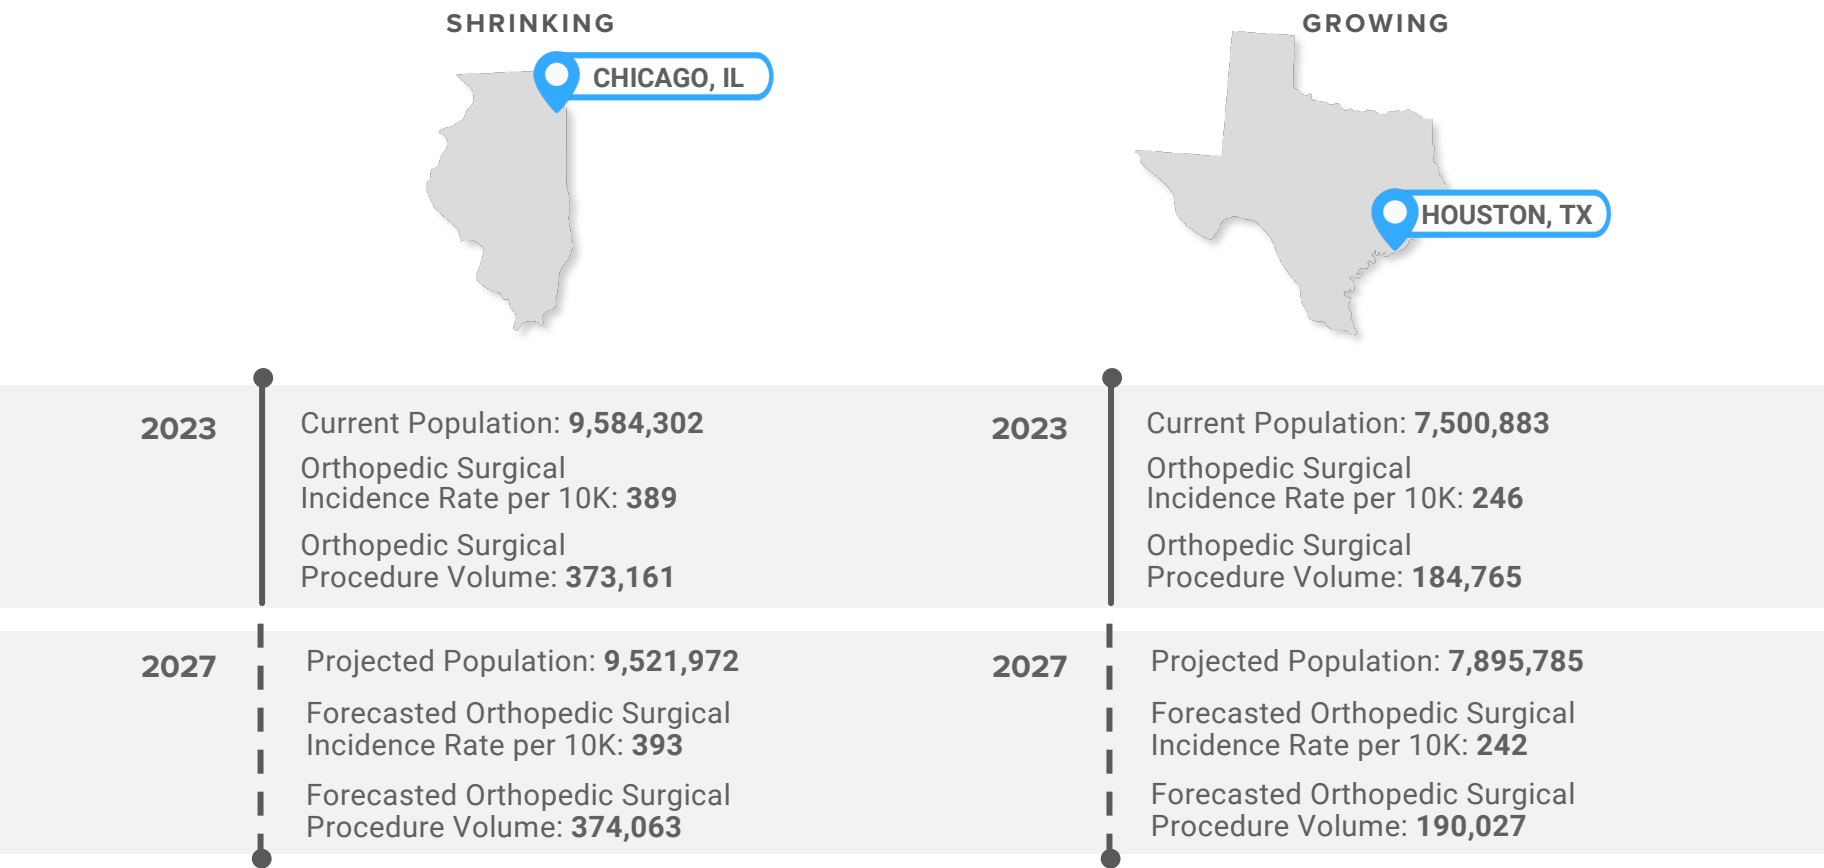 SHRINKING
CHICAGO, IL
GROWING
HOUSTON, TX
2023
Current Population: 9,584,302
Orthopedic Surgical
Incidence Rate per 10K: 389
Orthopedic Surgical
Procedure Volume: 373,161
2023
Current Population: 7,500,883
Orthopedic Surgical
Incidence Rate per 10K: 246
Orthopedic Surgical
Procedure Volume: 184,765
2027
Projected Population: 9,521,972
Forecasted Orthopedic Surgical
Incidence Rate per 10K: 393
Forecasted Orthopedic Surgical
Procedure Volume: 374,063
2027
Projected Population: 7,895,785
Forecasted Orthopedic Surgical
Incidence Rate per 10K: 242
Forecasted Orthopedic Surgical
Procedure Volume: 190,027